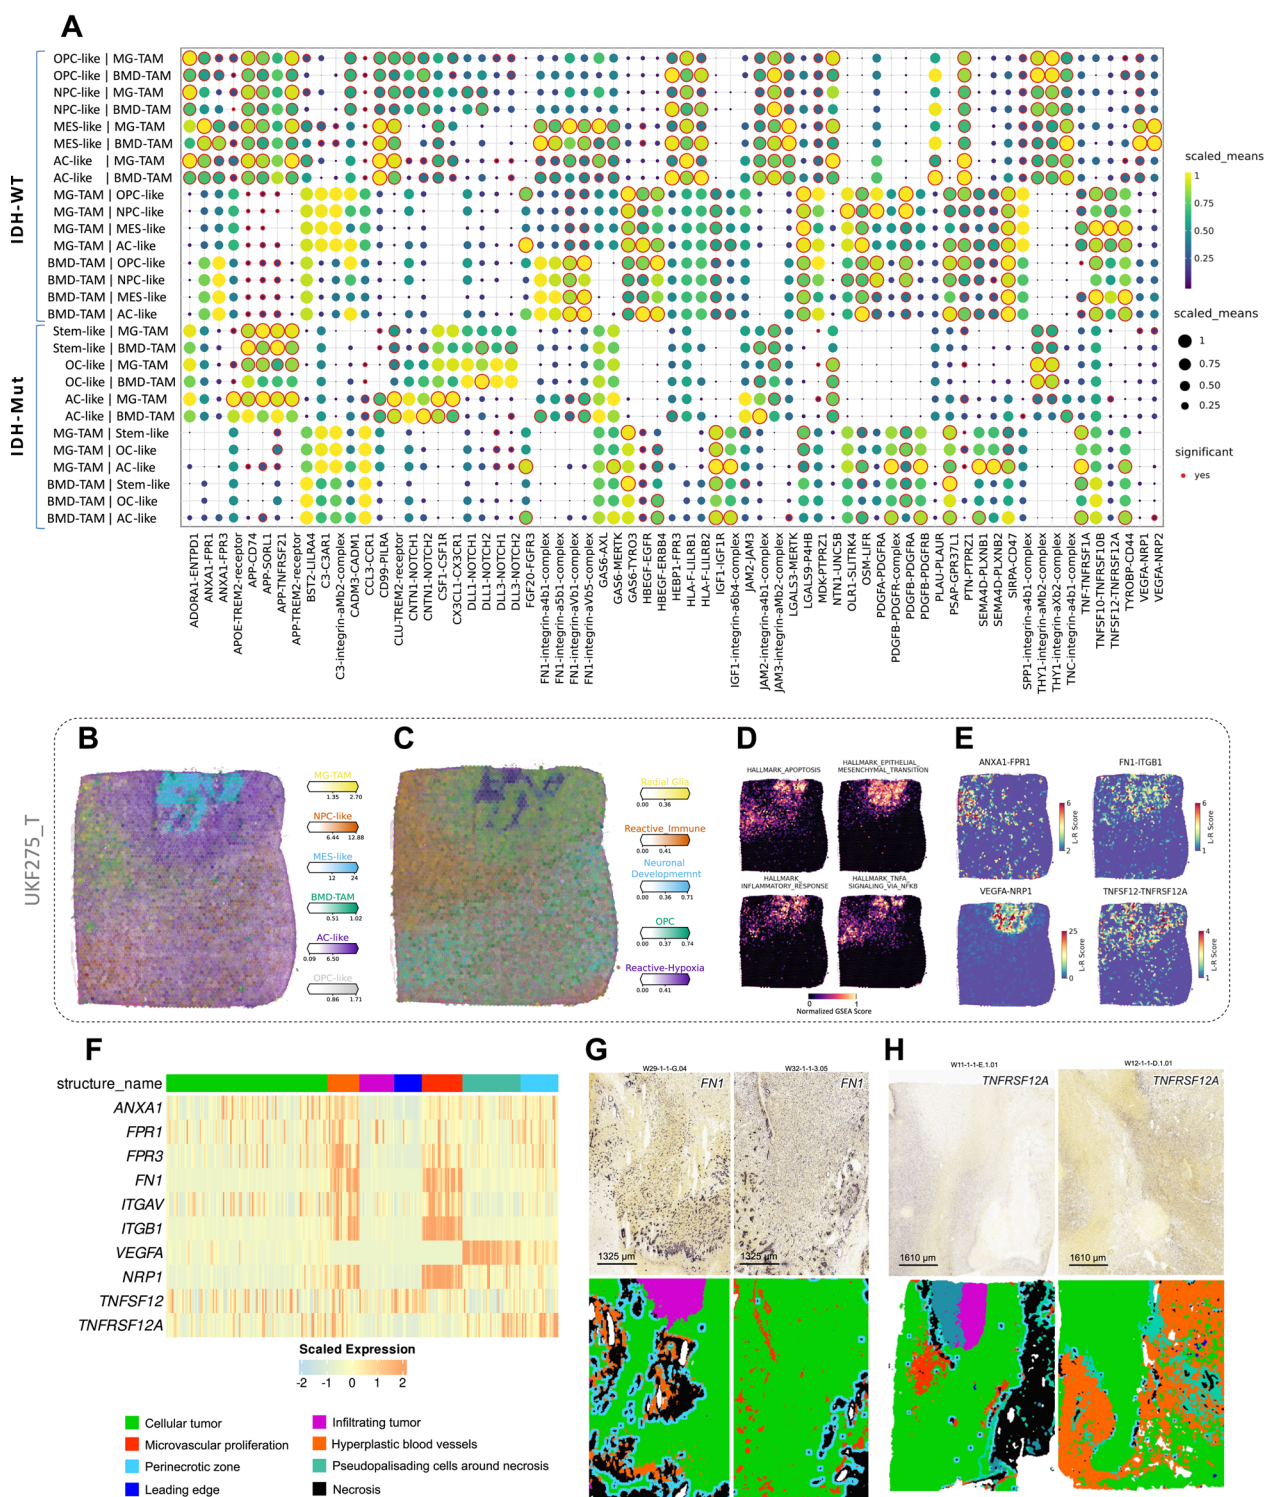 A
IDH-WT
OPC-like | MG-TAM
OPC-like | BMD-TAM
NPC-like | MG-TAM
NPC-like | BMD-TAM
MES-like | MG-TAM
MES-like | BMD-TAM
AC-like | MG-TAM
AC-like | BMD-TAM
MG-TAM | OPC-like
MG-TAM | NPC-like
MG-TAM | MES-like
MG-TAM | AC-like
BMD-TAM | OPC-like
BMD-TAM | NPC-like
BMD-TAM | MES-like
BMD-TAM | AC-like
IDH-Mut
Stem-like | MG-TAM
Stem-like | BMD-TAM
OC-like | MG-TAM
OC-like | BMD-TAM
AC-like | MG-TAM
AC-like | BMD-TAM
MG-TAM | Stem-like
MG-TAM | OC-like
MG-TAM | AC-like
BMD-TAM | Stem-like
BMD-TAM | OC-like
BMD-TAM | AC-like
ADORA1-ENTPD1
ANXA1-FPR1
ANXA1-FPR3
APOE-TREM2-receptor
APP-CD74
APP-SORL1
APP-TNFRSF21
APP-TREM2-receptor
BST2-LILRA4
C3-C3AR1
C3-integrin-aMb2-complex
CADM3-CADM1
CCL3-CCR1
CD99-PILRA
CLU-TREM2-receptor
CNTN1-NOTCH1
CNTN1-NOTCH2
CSF1-CSF1R
CX3CL1-CX3CR1
DLL1-NOTCH1
DLL1-NOTCH2
DLL3-NOTCH1
DLL3-NOTCH2
FGF20-FGFR3
FN1-integrin-a4b1-complex
FN1-integrin-a5b1-complex
FN1-integrin-aVb1-complex
FN1-integrin-aVb5-complex
GAS6-AXL
GAS6-MERTK
GAS6-TYRO3
HBEGF-EGFR
HBEGF-ERBB4
HEBP1-FPR3
HLA-F-LILRB1
HLA-F-LILRB2
IGF1-IGF1R
IGF1-integrin-a6b4-complex
JAM2-JAM3
JAM2-integrin-a4b1-complex
JAM3-integrin-aMb2-complex
LGALS3-MERTK
LGALS9-P4HB
MDK-PTPRZ1
NTN1-UNC5B
OLR1-SLITRK4
OSM-LIFR
PDGFA-PDGFRA
PDGFB-PDGFR-complex
PDGFB-PDGFRA
PDGFB-PDGFRB
PLAU-PLAUR
PSAP-GPR37L1
PTN-PTPRZ1
SEMA4D-PLXNB1
SEMA4D-PLXNB2
SIRPA-CD47
SPP1-integrin-a4b1-complex
THY1-integrin-aMb2-complex
THY1-integrin-aXb2-complex
TNC-integrin-a4b1-complex
TNF-TNFRSF1A
TNFSF10-TNFRSF10B
TNFSF12-TNFRSF12A
TYROBP-CD44
VEGFA-NRP1
VEGFA-NRP2
scaled_means
1
0.75
0.50
0.25
scaled_means
1
0.75
0.50
0.25
significant
yes
UKF275_T
B
MG-TAM
1.35 2.70
NPC-like
6.44 12.88
MES-like
12 24
BMD-TAM
0.51 1.02
AC-like
0.09 6.50
OPC-like
0.86 1.71
C
Radial Glia
0.00 0.36
Reactive_Immune
0.00 0.41
Neuronal
Developmemnt
0.00 0.36 0.71
OPC
0.00 0.37 0.74
Reactive-Hypoxia
0.00 0.41
D
HALLMARK_APOPTOSIS
HALLMARK_EPITHELIAL_
MESENCHYMAL_TRANSITION
HALLMARK_
INFLAMMATORY_RESPONSE
HALLMARK_TNFA_
SIGNALING_VIA_NFKB
0 1
Normalized GSEA Score
E
ANXA1-FPR1
6
L-R Score
2
FN1-ITGB1
6
L-R Score
1
VEGFA-NRP1
25
L-R Score
0
TNFSF12-TNFRSF12A
4
L-R Score
1
F
structure_name
ANXA1
FPR1
FPR3
FN1
ITGAV
ITGB1
VEGFA
NRP1
TNFSF12
TNFRSF12A
Scaled Expression
-2 -1 0 1 2
Cellular tumor
Microvascular proliferation
Perinecrotic zone
Leading edge
Infiltrating tumor
Hyperplastic blood vessels
Pseudopalisading cells around necrosis
Necrosis
G
W29-1-1-G.04
FN1
1325 µm
W32-1-1-3.05
FN1
1325 µm
H
W11-1-1-E.1.01
TNFRSF12A
1610 µm
W12-1-1-D.1.01
TNFRSF12A
1610 µm